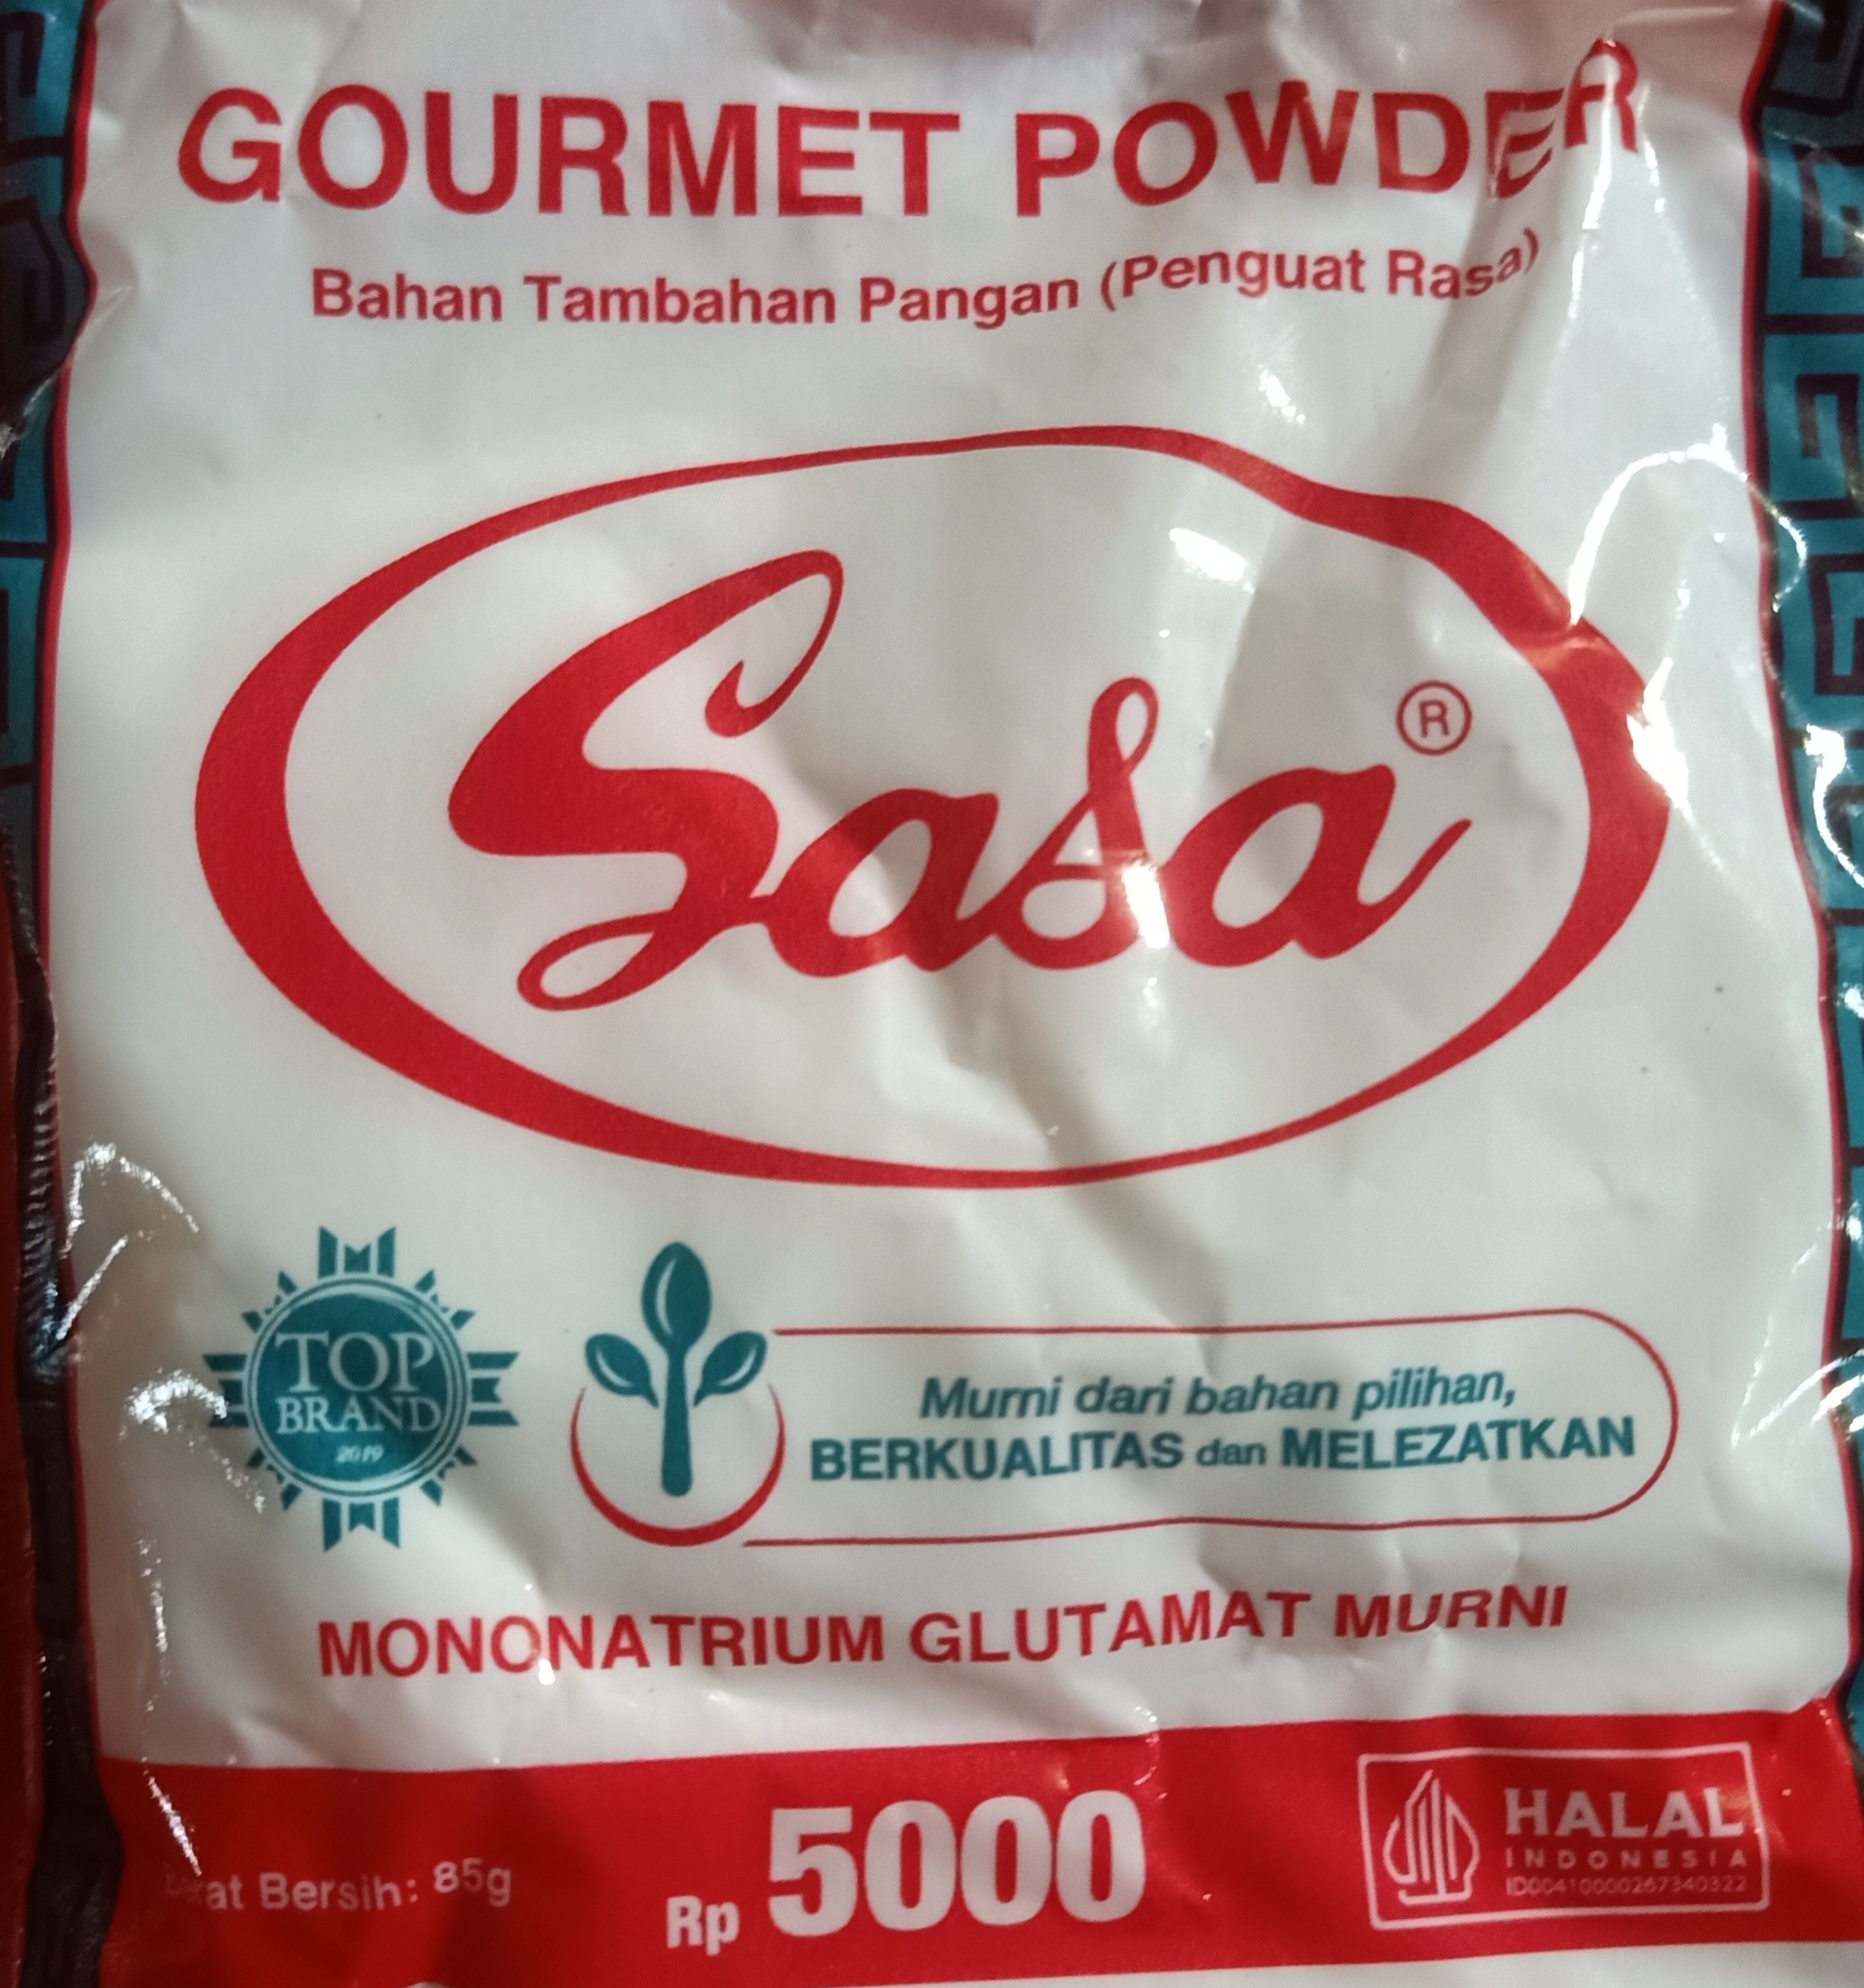 GOURMET POWDER
Bahan Tambahan Pangan (Penguat Rasa)
Sasa®
TOP
BRAND
2019
Murni dari bahan pilihan,
BERKUALITAS dan MELEZATKAN
MONONATRIUM GLUTAMAT MURNI
Berat Bersih: 85g
Rp 5000
HALAL
INDONESIA
ID00410000267340322